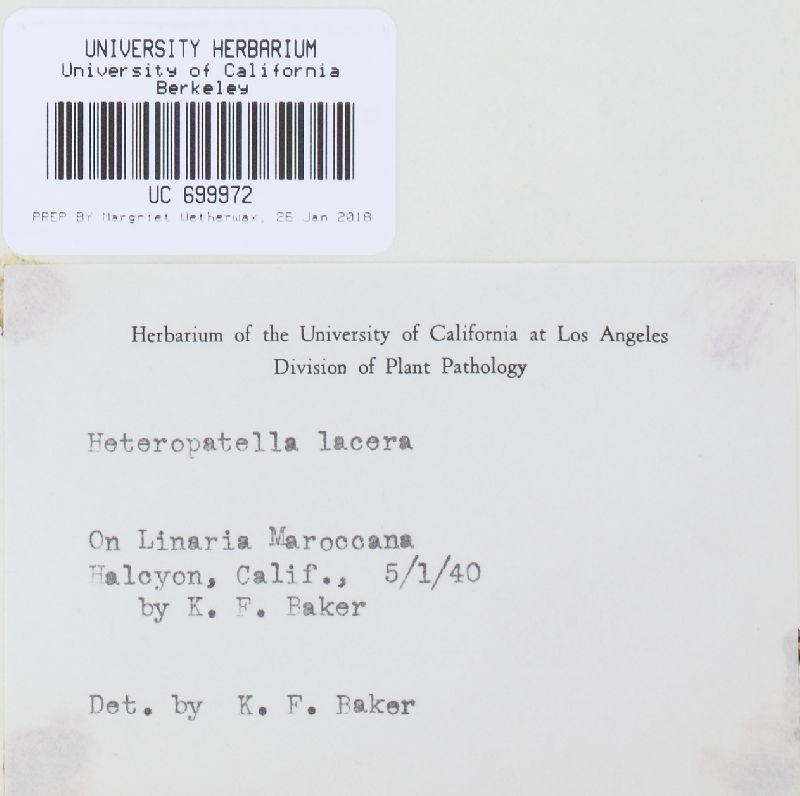 UNIVERSITY HERBARIUM
University of California
Berkeley
UC 699972
PREP BY Margriet Wetherwax, 26 Jan 2018
Herbarium of the University of California at Los Angeles
Division of Plant Pathology
Heteropatella lacera
On Linaria Maroccana
Halcyon, Calif., 5/1/40
by K. F. Baker
Det. by K. F. Baker